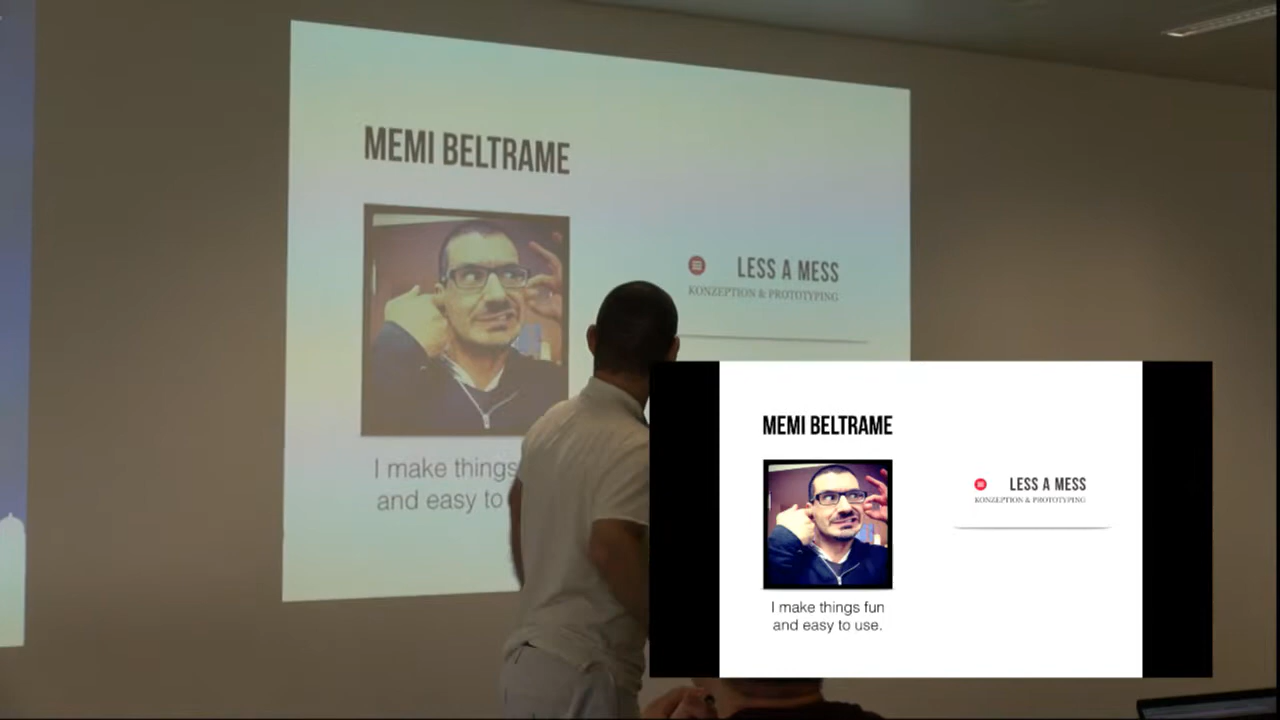 MEMI BELTRAME
LESS A MESS
KONZEPTION & PROTOTYPING
I make things
and easy to
MEMI BELTRAME
LESS A MESS
KONZEPTION & PROTOTYPING
I make things fun
and easy to use.